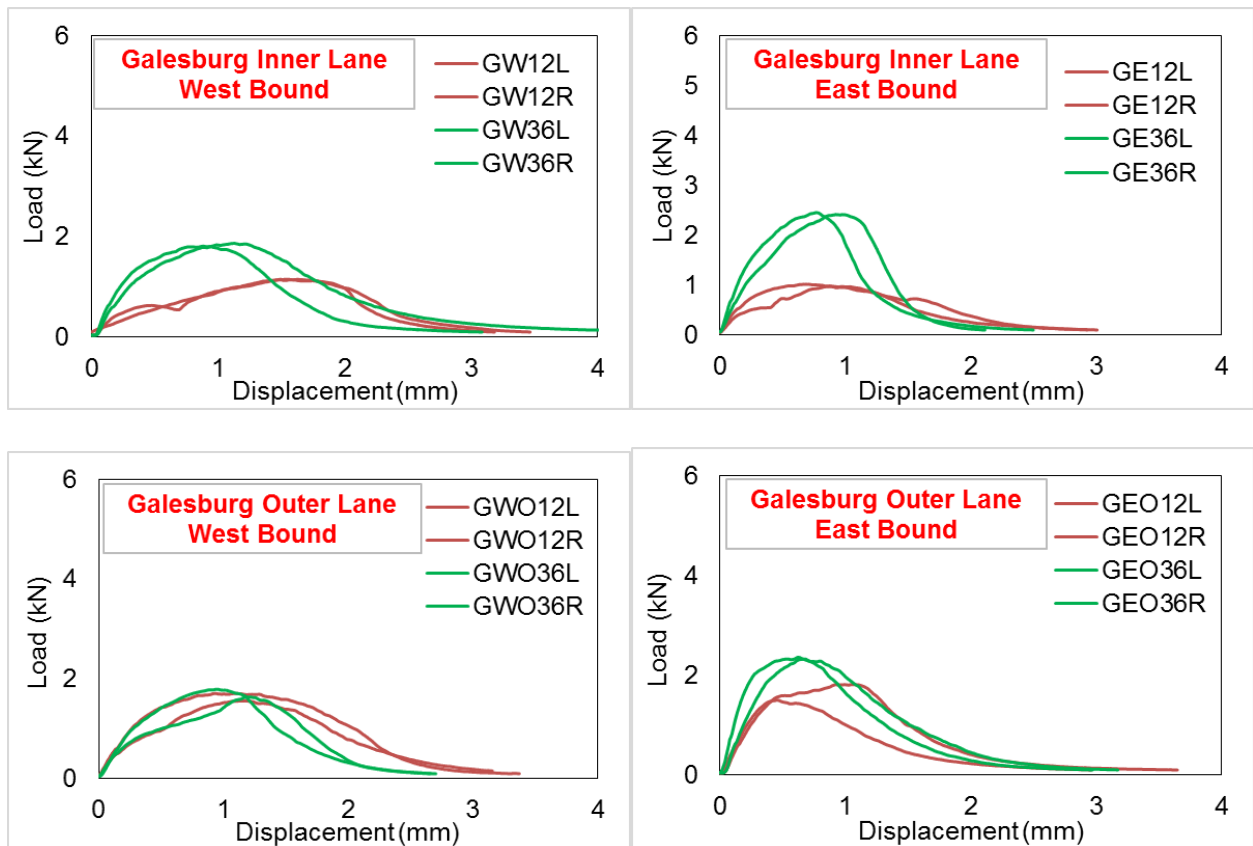 Galesburg Inner Lane
West Bound
GW12L
GW12R
GW36L
GW36R
Load (kN)
6
4
2
0
0 1 2 3 4
Displacement (mm)
Galesburg Inner Lane
East Bound
GE12L
GE12R
GE36L
GE36R
Load (kN)
6
5
4
3
2
1
0
0 1 2 3 4
Displacement (mm)
Galesburg Outer Lane
West Bound
GWO12L
GWO12R
GWO36L
GWO36R
Load (kN)
6
4
2
0
0 1 2 3 4
Displacement (mm)
Galesburg Outer Lane
East Bound
GEO12L
GEO12R
GEO36L
GEO36R
Load (kN)
6
4
2
0
0 1 2 3 4
Displacement (mm)